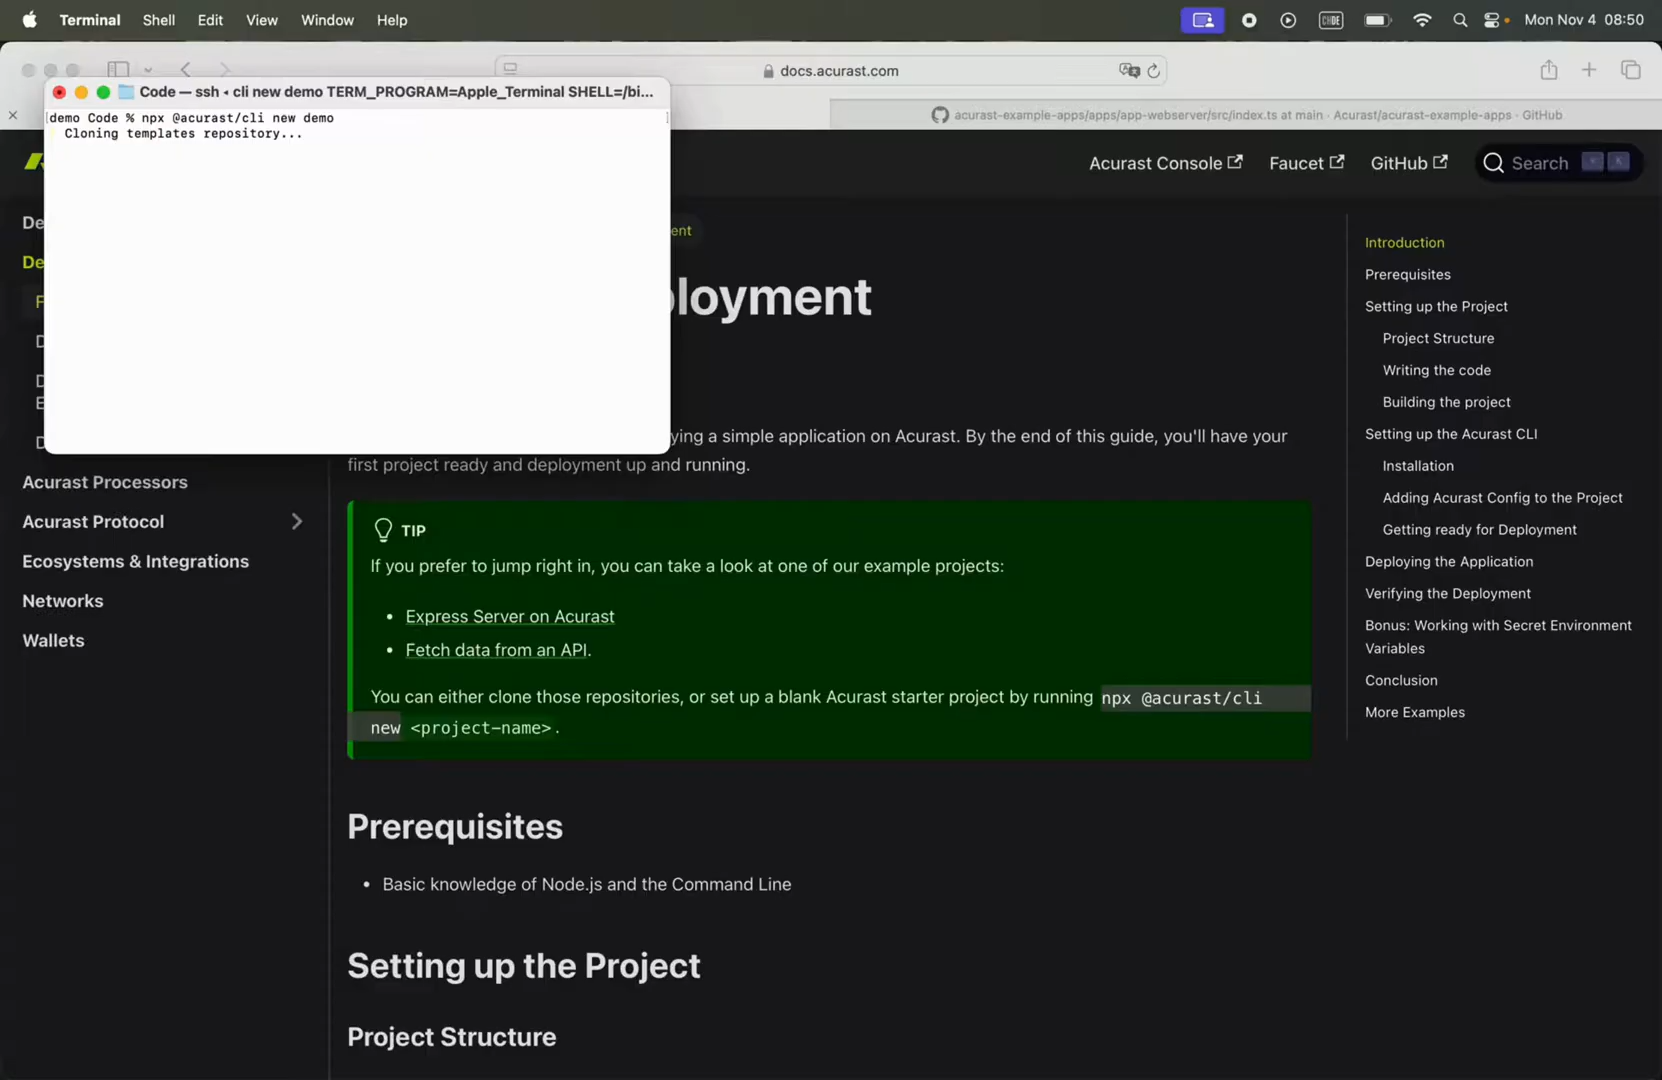 Terminal Shell Edit View Window Help Mon Nov 4 08:50
docs.acurast.com
Code — ssh ◂ cli new demo TERM_PROGRAM=Apple_Terminal SHELL=/bi...
acurast-example-apps/apps/app-webserver/src/index.ts at main · Acurast/acurast-example-apps · GitHub
demo Code % npx @acurast/cli new demo
Cloning templates repository...
Acurast Console Faucet GitHub Search K
De
De
F
D
D
E
D
Acurast Processors
Acurast Protocol
Ecosystems & Integrations
Networks
Wallets
ent
ployment
ying a simple application on Acurast. By the end of this guide, you'll have your
first project ready and deployment up and running.
TIP
If you prefer to jump right in, you can take a look at one of our example projects:
• Express Server on Acurast
• Fetch data from an API.
You can either clone those repositories, or set up a blank Acurast starter project by running npx @acurast/cli
new <project-name>.
Prerequisites
• Basic knowledge of Node.js and the Command Line
Setting up the Project
Project Structure
Introduction
Prerequisites
Setting up the Project
Project Structure
Writing the code
Building the project
Setting up the Acurast CLI
Installation
Adding Acurast Config to the Project
Getting ready for Deployment
Deploying the Application
Verifying the Deployment
Bonus: Working with Secret Environment
Variables
Conclusion
More Examples